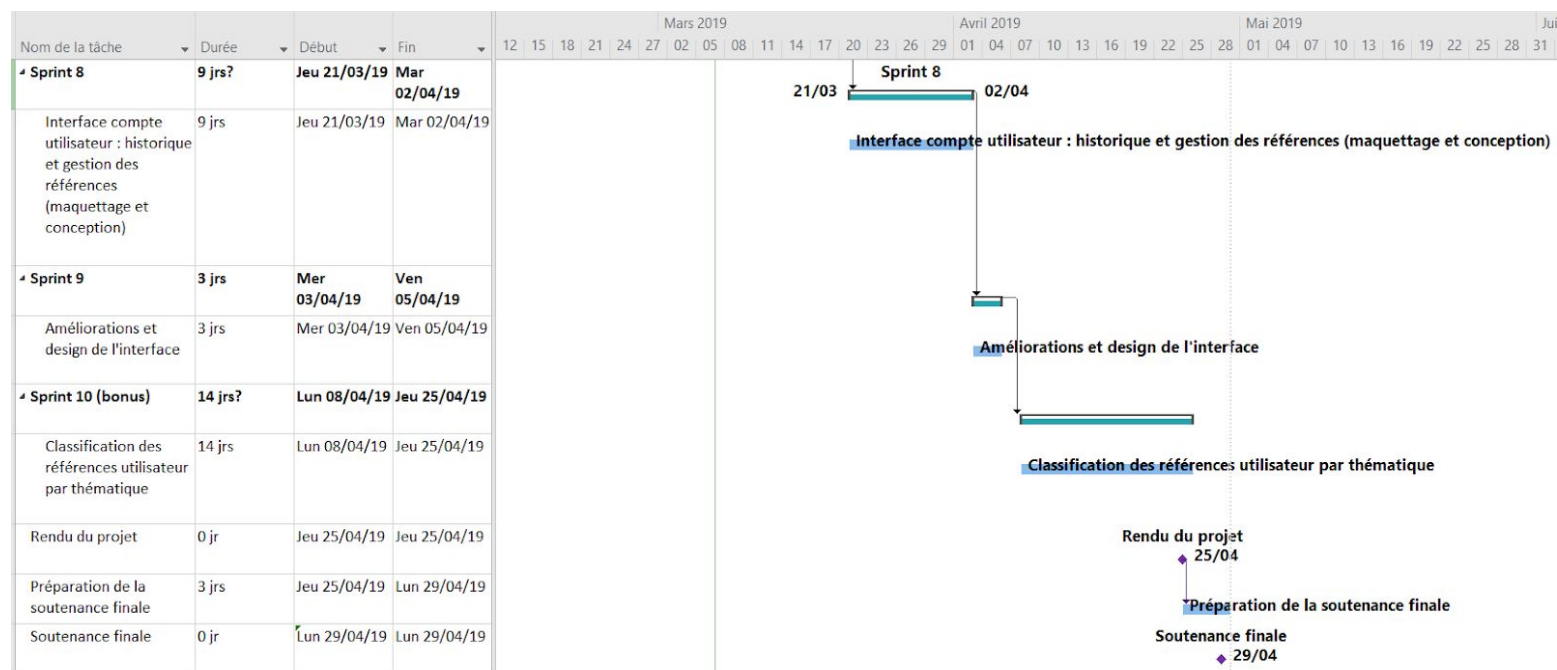 Mars 2019 Avril 2019 Mai 2019 Jui
Nom de la tâche Durée Début Fin 12 15 18 21 24 27 02 05 08 11 14 17 20 23 26 29 01 04 07 10 13 16 19 22 25 28 01 04 07 10 13 16 19 22 25 28 31
Sprint 8 9 jrs? Jeu 21/03/19 Mar
02/04/19
Sprint 8
21/03 02/04
Interface compte 9 jrs Jeu 21/03/19 Mar 02/04/19
utilisateur : historique
et gestion des
références
(maquettage et
conception)
Interface compte utilisateur : historique et gestion des références (maquettage et conception)
Sprint 9 3 jrs Mer Ven
03/04/19 05/04/19
Améliorations et 3 jrs Mer 03/04/19 Ven 05/04/19
design de l'interface
Améliorations et design de l'interface
Sprint 10 (bonus) 14 jrs? Lun 08/04/19 Jeu 25/04/19
Classification des 14 jrs Lun 08/04/19 Jeu 25/04/19
références utilisateur
par thématique
Classification des références utilisateur par thématique
Rendu du projet 0 jr Jeu 25/04/19 Jeu 25/04/19
Rendu du projet
25/04
Préparation de la 3 jrs Jeu 25/04/19 Lun 29/04/19
soutenance finale
Préparation de la soutenance finale
Soutenance finale 0 jr Lun 29/04/19 Lun 29/04/19
Soutenance finale
29/04